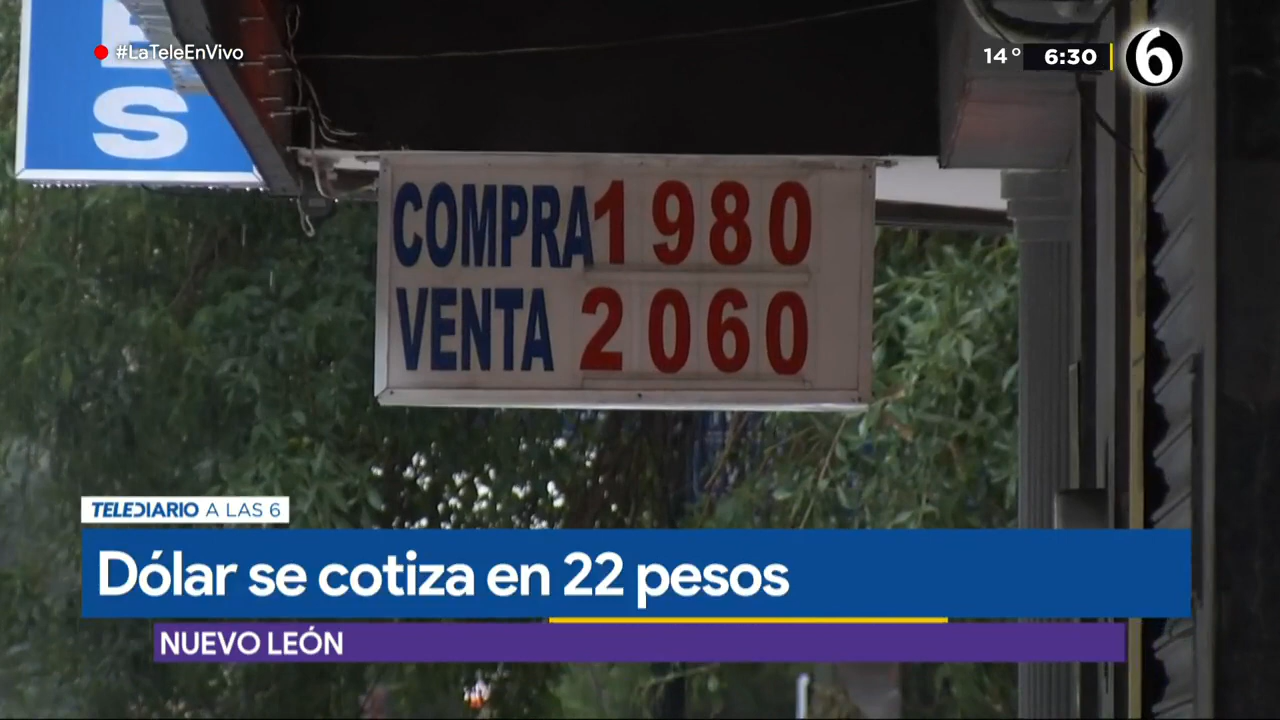 S
#LaTeleEnVivo
14° 6:30 6
COMPRA 1980
VENTA 2060
TELEDIARIO A LAS 6
Dólar se cotiza en 22 pesos
NUEVO LEÓN